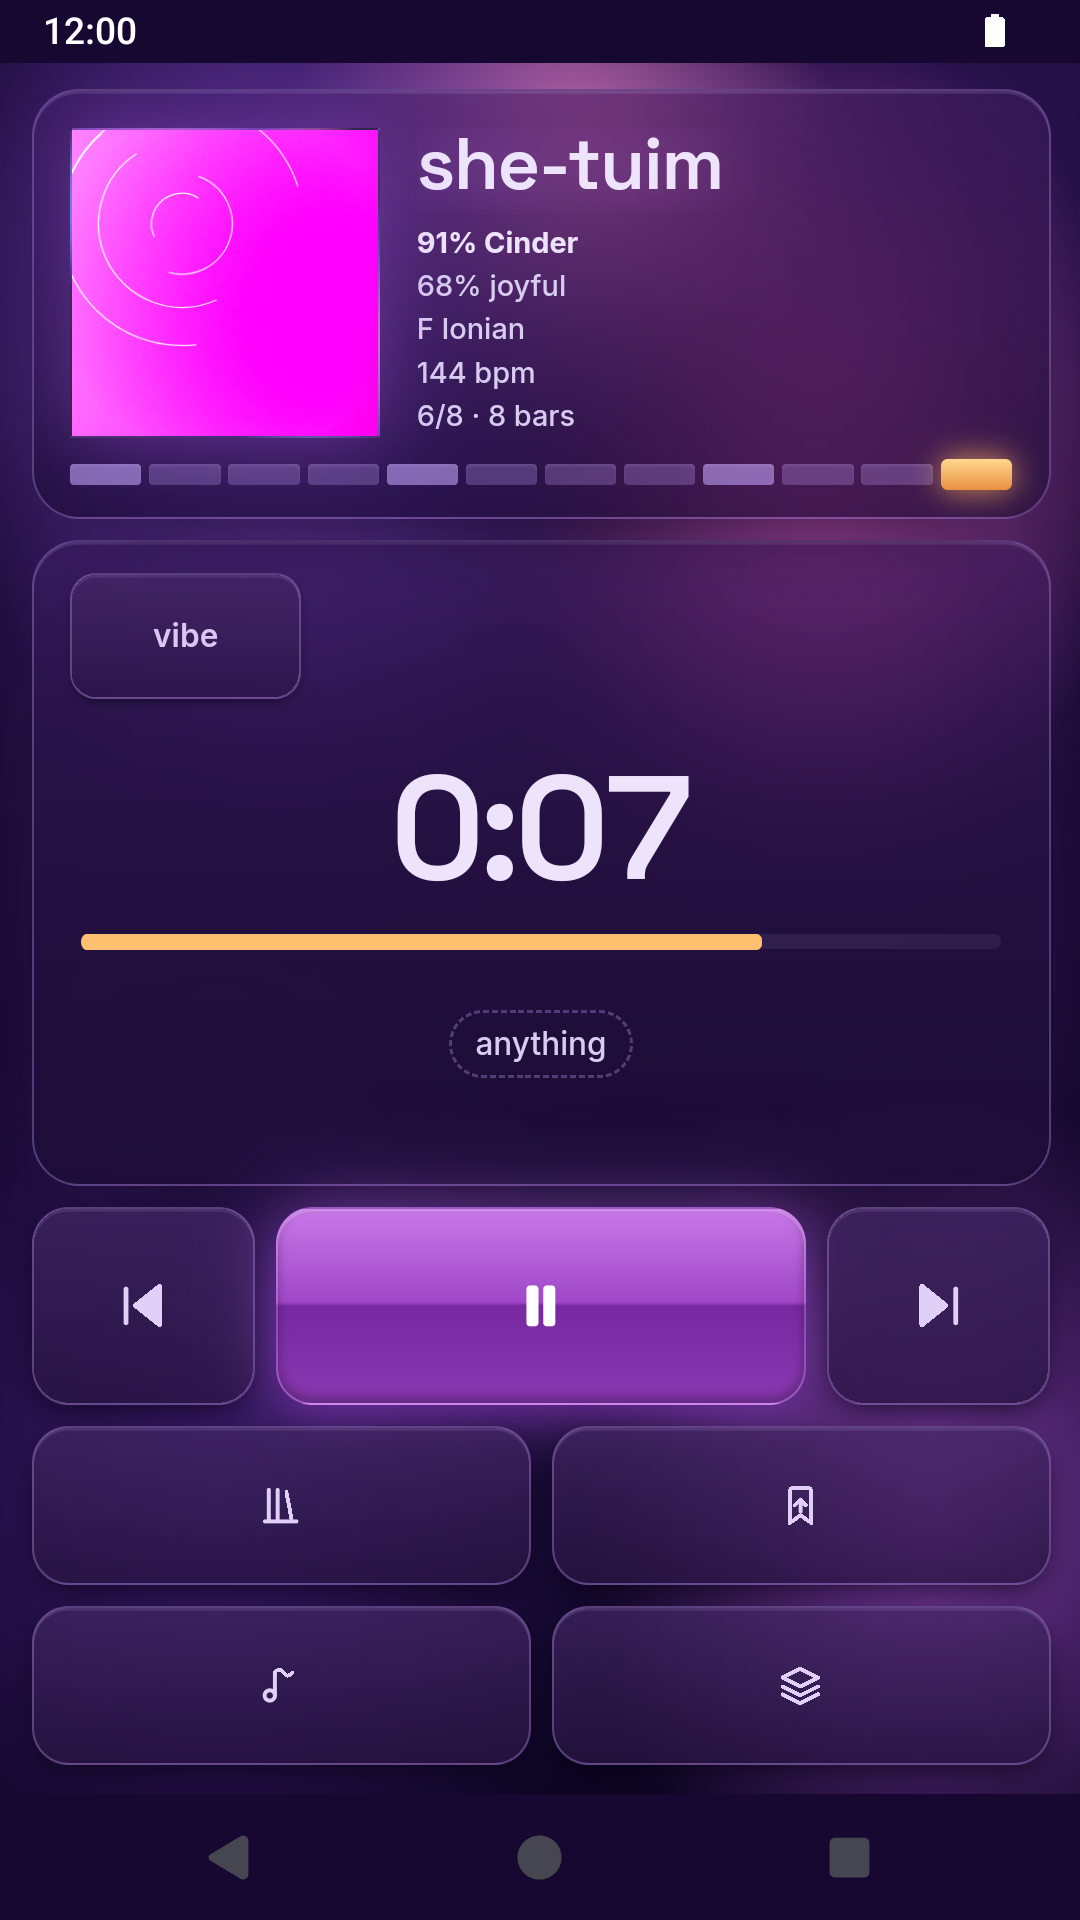 12:00
she-tuim
91% Cinder
68% joyful
F Ionian
144 bpm
6/8 · 8 bars
vibe
0:07
anything